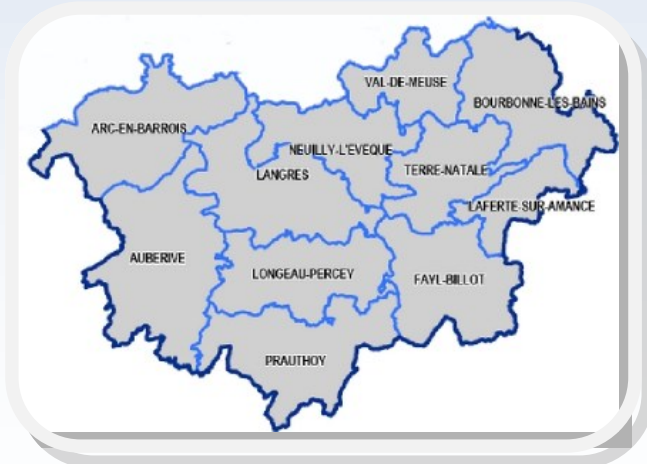 VAL-DE-MEUSE
BOURBONNE-LES-BAINS
ARC-EN-BARROIS
NEUILLY-L'EVEQUE
TERRE-NATALE
LANGRES
LAFERTE-SUR-AMANCE
AUBERIVE
LONGEAU-PERCEY
FAYL-BILLOT
PRAUTHOY